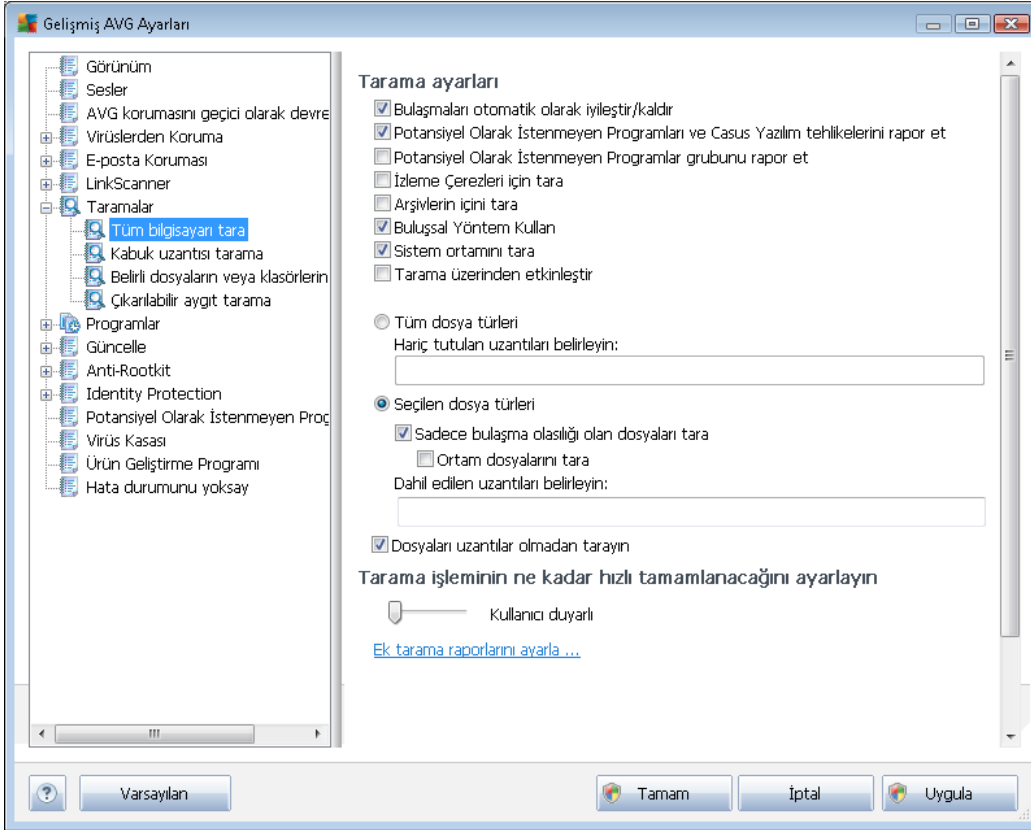 Gelişmiş AVG Ayarları
Görünüm
Sesler
AVG korumasını geçici olarak devre
Virüslerden Koruma
E-posta Koruması
LinkScanner
Taramalar
Tüm bilgisayarı tara
Kabuk uzantısı tarama
Belirli dosyaların veya klasörlerin
Çıkarılabilir aygıt tarama
Programlar
Güncelle
Anti-Rootkit
Identity Protection
Potansiyel Olarak İstenmeyen Prog
Virüs Kasası
Ürün Geliştirme Programı
Hata durumunu yoksay
Tarama ayarları
Bulaşmaları otomatik olarak iyileştir/kaldır
Potansiyel Olarak İstenmeyen Programları ve Casus Yazılım tehlikelerini rapor et
Potansiyel Olarak İstenmeyen Programlar grubunu rapor et
İzleme Çerezleri için tara
Arşivlerin içini tara
Buluşsal Yöntem Kullan
Sistem ortamını tara
Tarama üzerinden etkinleştir
Tüm dosya türleri
Hariç tutulan uzantıları belirleyin:
Seçilen dosya türleri
Sadece bulaşma olasılığı olan dosyaları tara
Ortam dosyalarını tara
Dahil edilen uzantıları belirleyin:
Dosyaları uzantılar olmadan tarayın
Tarama işleminin ne kadar hızlı tamamlanacağını ayarlayın
Kullanıcı duyarlı
Ek tarama raporlarını ayarla ...
? Varsayılan Tamam İptal Uygula